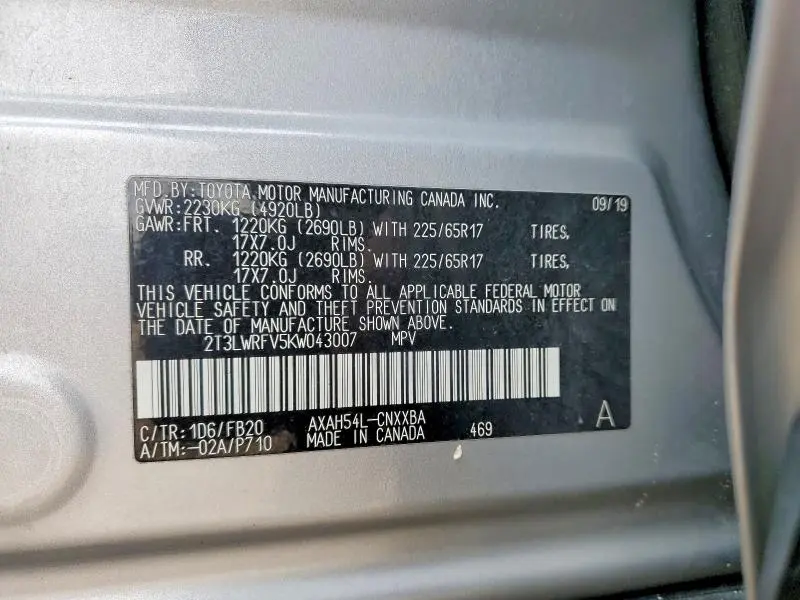 MFD.BY:TOYOTA MOTOR MANUFACTURING CANADA INC. 09/19
GVWR:2230KG (4920LB)
GAWR:FRT. 1220KG (2690LB) WITH 225/65R17 TIRES,
17X7.0J RIMS.
RR. 1220KG (2690LB) WITH 225/65R17 TIRES,
17X7.0J RIMS.
THIS VEHICLE CONFORMS TO ALL APPLICABLE FEDERAL MOTOR
VEHICLE SAFETY AND THEFT PREVENTION STANDARDS IN EFFECT ON
THE DATE OF MANUFACTURE SHOWN ABOVE.
2T3LWRFV5KW043007 MPV
C/TR:1D6/FB20 AXAH54L-CNXXBA A
A/TM:-02A/P710 MADE IN CANADA 469